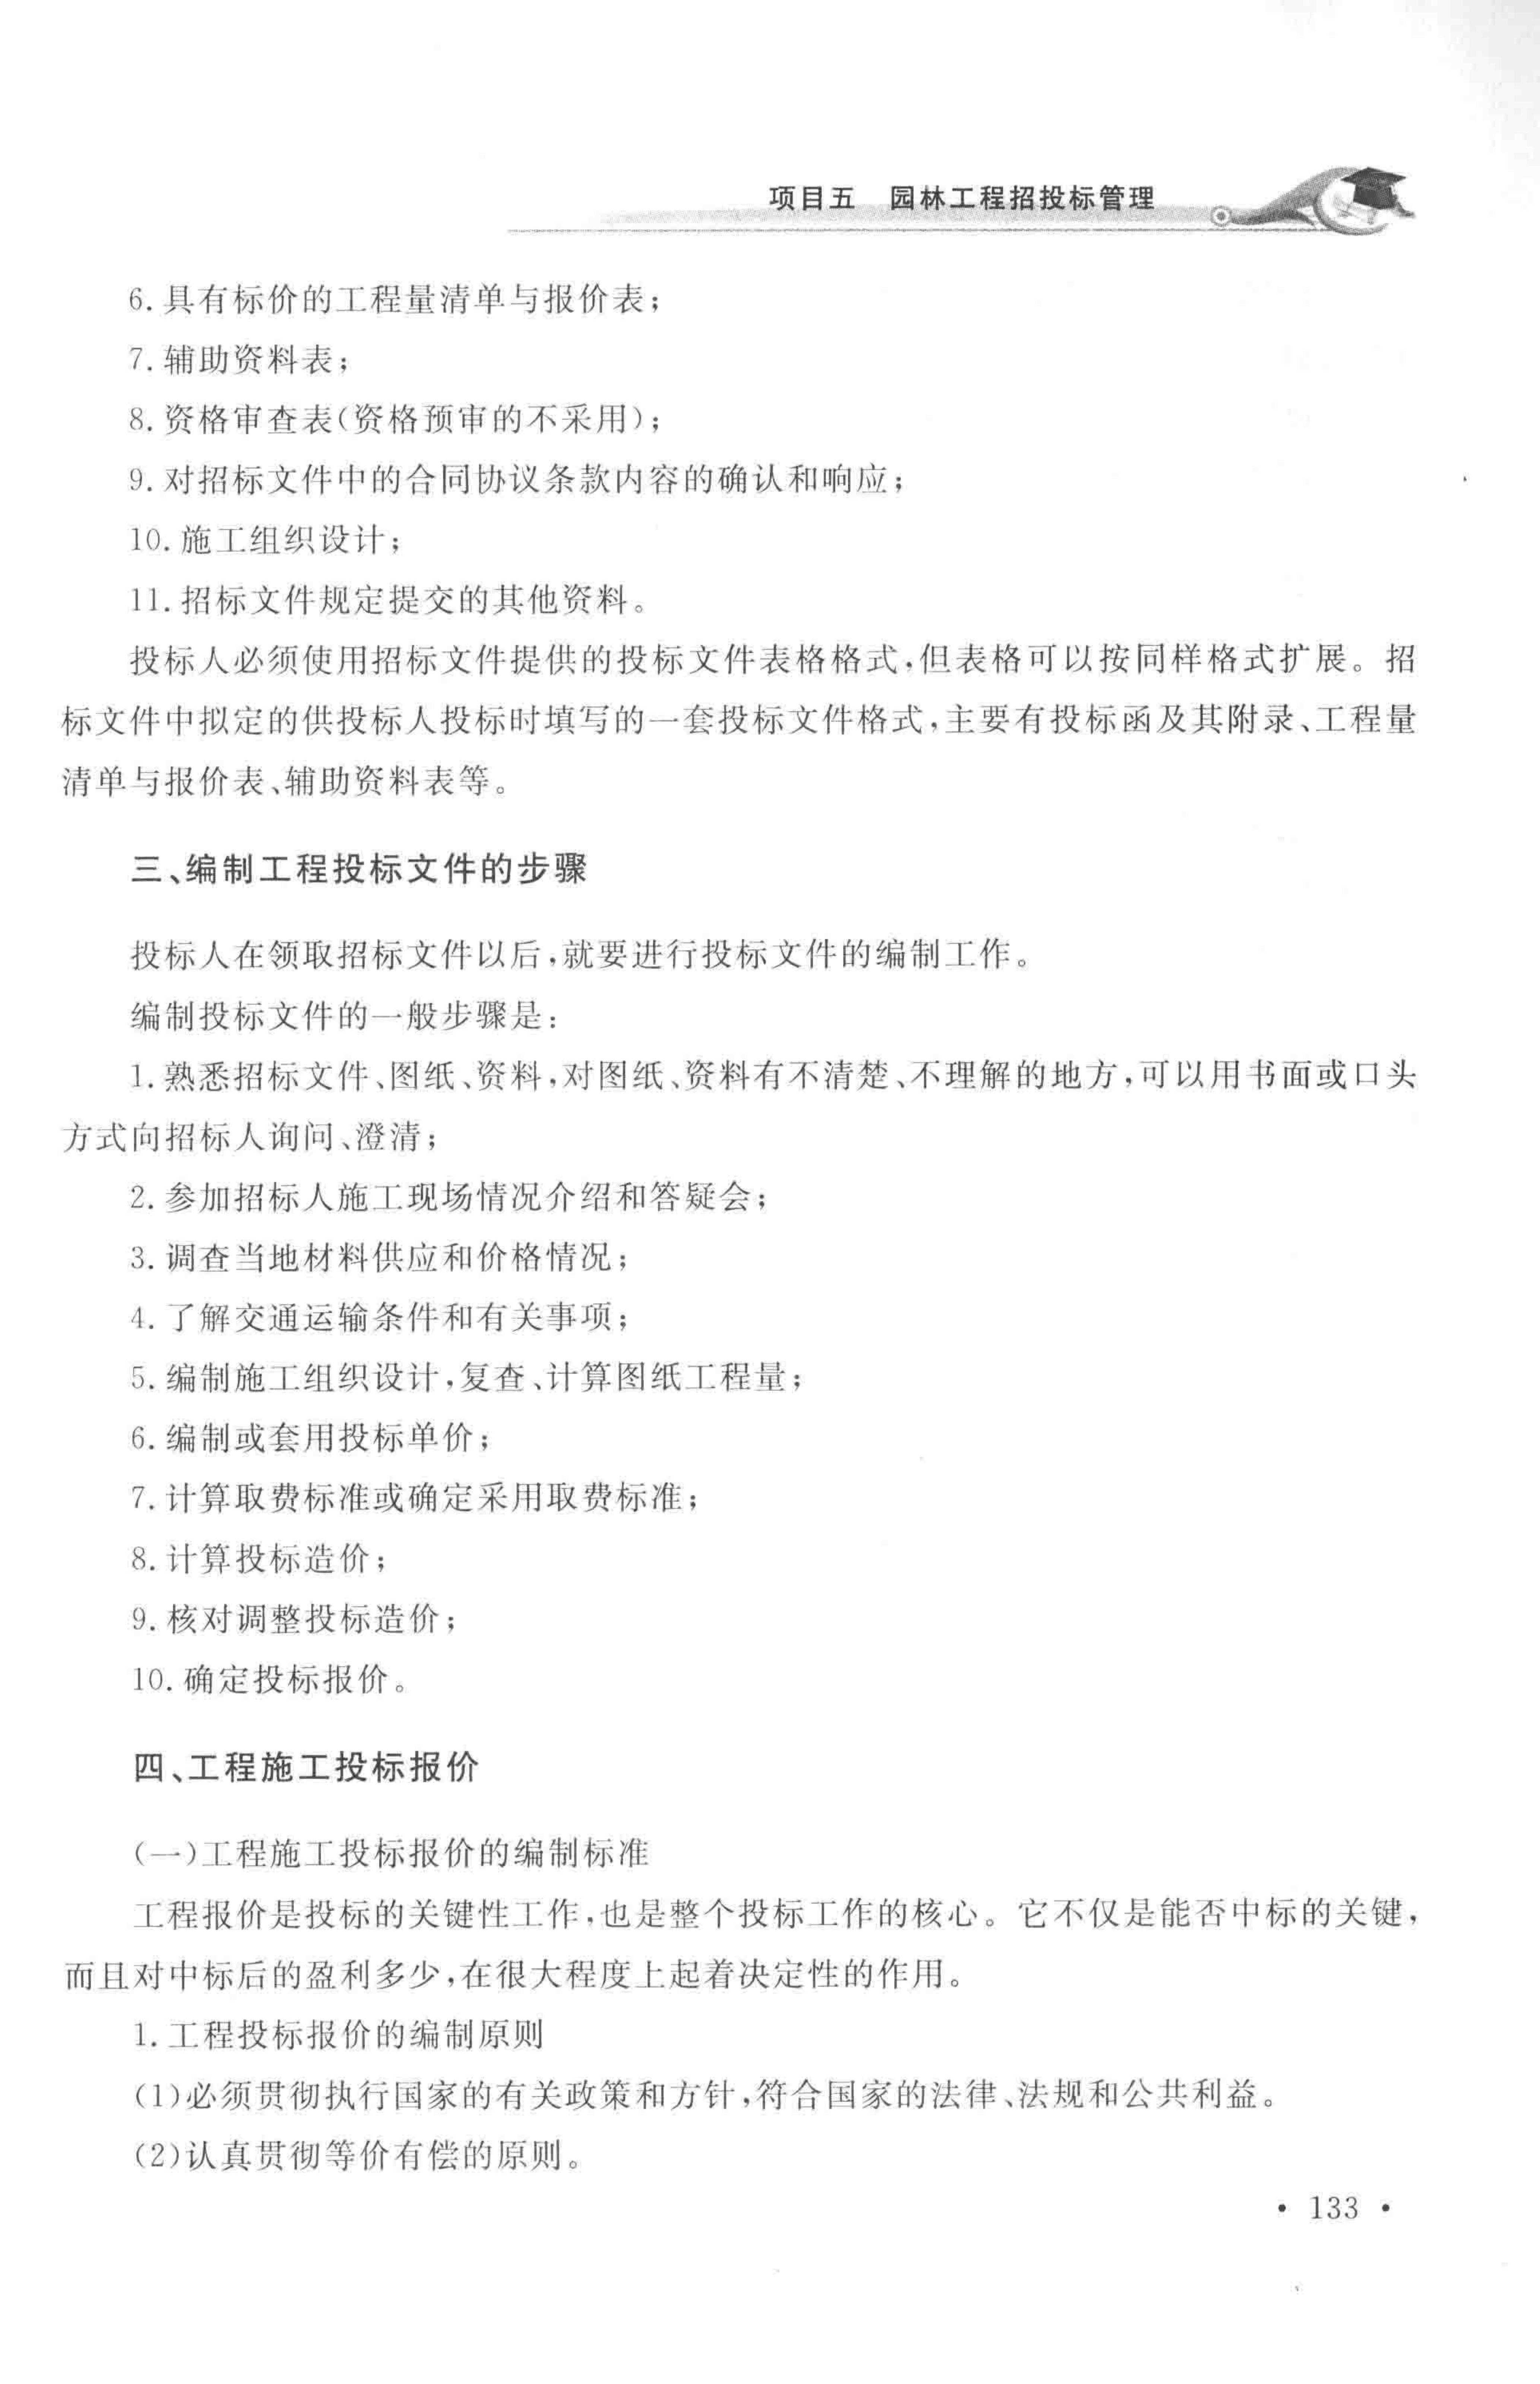 项目五 园林工程招投标管理
6. 具有标价的工程量清单与报价表；
7. 辅助资料表；
8. 资格审查表(资格预审的不采用)；
9. 对招标文件中的合同协议条款内容的确认和响应；
10. 施工组织设计；
11. 招标文件规定提交的其他资料。
投标人必须使用招标文件提供的投标文件表格格式,但表格可以按同样格式扩展。招
标文件中拟定的供投标人投标时填写的一套投标文件格式,主要有投标函及其附录、工程量
清单与报价表、辅助资料表等。
三、编制工程投标文件的步骤
投标人在领取招标文件以后,就要进行投标文件的编制工作。
编制投标文件的一般步骤是：
1. 熟悉招标文件、图纸、资料,对图纸、资料有不清楚、不理解的地方,可以用书面或口头
方式向招标人询问、澄清；
2. 参加招标人施工现场情况介绍和答疑会；
3. 调查当地材料供应和价格情况；
4. 了解交通运输条件和有关事项；
5. 编制施工组织设计,复查、计算图纸工程量；
6. 编制或套用投标单价；
7. 计算取费标准或确定采用取费标准；
8. 计算投标造价；
9. 核对调整投标造价；
10. 确定投标报价。
四、工程施工投标报价
(一)工程施工投标报价的编制标准
工程报价是投标的关键性工作,也是整个投标工作的核心。它不仅是能否中标的关键,
而且对中标后的盈利多少,在很大程度上起着决定性的作用。
1. 工程投标报价的编制原则
(1)必须贯彻执行国家的有关政策和方针,符合国家的法律、法规和公共利益。
(2)认真贯彻等价有偿的原则。
• 133 •